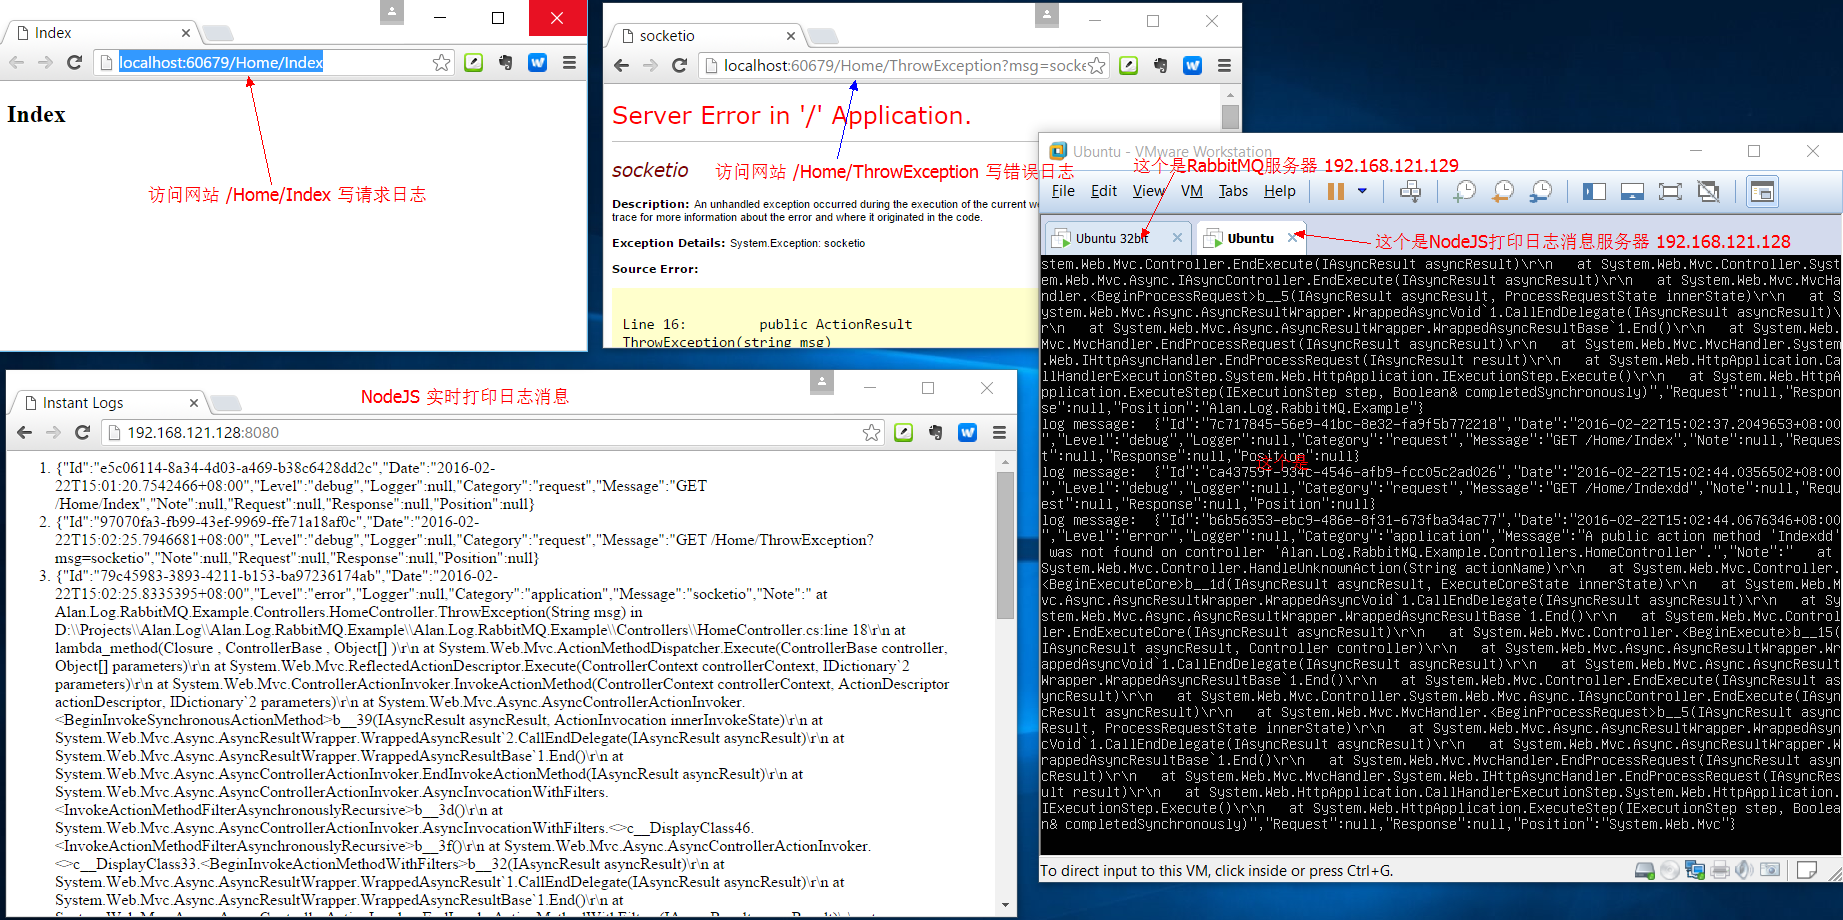 Index
localhost:60679/Home/Index
Index
访问网站 /Home/Index 写请求日志
socketio
localhost:60679/Home/ThrowException?msg=socke
Server Error in '/' Application.
socketio
访问网站 /Home/ThrowException 写错误日志
Description: An unhandled exception occurred during the execution of the current w
trace for more information about the error and where it originated in the code.
Exception Details: System.Exception: socketio
Source Error:
Line 16: public ActionResult
ThrowException(string msg)
Ubuntu - VMware Workstation
这个是RabbitMQ服务器 192.168.121.129
File Edit View VM Tabs Help
Ubuntu 32bit
Ubuntu
这个是NodeJS打印日志消息服务器 192.168.121.128
stem.Web.Mvc.Controller.EndExecute(IAsyncResult asyncResult)\r\n   at System.Web.Mvc.Controller.Syst
em.Web.Mvc.Async.IAsyncController.EndExecute(IAsyncResult asyncResult)\r\n   at System.Web.Mvc.MvcHa
ndler.<BeginProcessRequest>b__5(IAsyncResult asyncResult, ProcessRequestState innerState)\r\n   at S
ystem.Web.Mvc.Async.AsyncResultWrapper.WrappedAsyncVoid`1.CallEndDelegate(IAsyncResult asyncResult)\
r\n   at System.Web.Mvc.Async.AsyncResultWrapper.WrappedAsyncResultBase`1.End()\r\n   at System.Web.
Mvc.MvcHandler.EndProcessRequest(IAsyncResult asyncResult)\r\n   at System.Web.Mvc.MvcHandler.System
.Web.IHttpAsyncHandler.EndProcessRequest(IAsyncResult result)\r\n   at System.Web.HttpApplication.Ca
llHandlerExecutionStep.System.Web.HttpApplication.IExecutionStep.Execute()\r\n   at System.Web.HttpA
pplication.ExecuteStep(IExecutionStep step, Boolean& completedSynchronously)","Request":null,"Respon
se":null,"Position":"Alan.Log.RabbitMQ.Example"}
log message:  {"Id":"7c717845-56e9-41bc-8e32-fa9f5b772218","Date":"2016-02-22T15:02:37.2049653+08:00
","Level":"debug","Logger":null,"Category":"request","Message":"GET /Home/Index","Note":null,"Reques
t":null,"Response":null,"Position":null}
这个是
log message:  {"Id":"ca43759f-934c-4546-afb9-fcc05c2ad026","Date":"2016-02-22T15:02:44.0356502+08:00
","Level":"debug","Logger":null,"Category":"request","Message":"GET /Home/Indexdd","Note":null,"Requ
est":null,"Response":null,"Position":null}
log message:  {"Id":"b6b56353-ebc9-486e-8f31-673fba34ac77","Date":"2016-02-22T15:02:44.0676346+08:00
","Level":"error","Logger":null,"Category":"application","Message":"A public action method 'Indexdd'
 was not found on controller 'Alan.Log.RabbitMQ.Example.Controllers.HomeController'.","Note":"   at
System.Web.Mvc.Controller.HandleUnknownAction(String actionName)\r\n   at System.Web.Mvc.Controller.
<BeginExecuteCore>b__1d(IAsyncResult asyncResult, ExecuteCoreState innerState)\r\n   at System.Web.M
vc.Async.AsyncResultWrapper.WrappedAsyncVoid`1.CallEndDelegate(IAsyncResult asyncResult)\r\n   at Sy
stem.Web.Mvc.Async.AsyncResultWrapper.WrappedAsyncResultBase`1.End()\r\n   at System.Web.Mvc.Control
ler.EndExecuteCore(IAsyncResult asyncResult)\r\n   at System.Web.Mvc.Controller.<BeginExecute>b__15(
IAsyncResult asyncResult, Controller controller)\r\n   at System.Web.Mvc.Async.AsyncResultWrapper.Wr
appedAsyncVoid`1.CallEndDelegate(IAsyncResult asyncResult)\r\n   at System.Web.Mvc.Async.AsyncResult
Wrapper.WrappedAsyncResultBase`1.End()\r\n   at System.Web.Mvc.Controller.EndExecute(IAsyncResult as
yncResult)\r\n   at System.Web.Mvc.Controller.System.Web.Mvc.Async.IAsyncController.EndExecute(IAsyn
cResult asyncResult)\r\n   at System.Web.Mvc.MvcHandler.<BeginProcessRequest>b__5(IAsyncResult async
Result, ProcessRequestState innerState)\r\n   at System.Web.Mvc.Async.AsyncResultWrapper.WrappedAsyn
cVoid`1.CallEndDelegate(IAsyncResult asyncResult)\r\n   at System.Web.Mvc.Async.AsyncResultWrapper.W
rappedAsyncResultBase`1.End()\r\n   at System.Web.Mvc.MvcHandler.EndProcessRequest(IAsyncResult asyn
cResult)\r\n   at System.Web.Mvc.MvcHandler.System.Web.IHttpAsyncHandler.EndProcessRequest(IAsyncRes
ult result)\r\n   at System.Web.HttpApplication.CallHandlerExecutionStep.System.Web.HttpApplication.
IExecutionStep.Execute()\r\n   at System.Web.HttpApplication.ExecuteStep(IExecutionStep step, Boolea
n& completedSynchronously)","Request":null,"Response":null,"Position":"System.Web.Mvc"}
To direct input to this VM, click inside or press Ctrl+G.
NodeJS 实时打印日志消息
Instant Logs
192.168.121.128:8080
1. {"Id":"e5c06114-8a34-4d03-a469-b38c6428dd2c","Date":"2016-02-
22T15:01:20.7542466+08:00","Level":"debug","Logger":null,"Category":"request","Message":"GET
/Home/Index","Note":null,"Request":null,"Response":null,"Position":null}
2. {"Id":"97070fa3-fb99-43ef-9969-ffe71a18af0c","Date":"2016-02-
22T15:02:25.7946681+08:00","Level":"debug","Logger":null,"Category":"request","Message":"GET /Home/ThrowException?
msg=socketio","Note":null,"Request":null,"Response":null,"Position":null}
3. {"Id":"79c45983-3893-4211-b153-ba97236174ab","Date":"2016-02-
22T15:02:25.8335395+08:00","Level":"error","Logger":null,"Category":"application","Message":"socketio","Note":" at
Alan.Log.RabbitMQ.Example.Controllers.HomeController.ThrowException(String msg) in
D:\\Projects\\Alan.Log\\Alan.Log.RabbitMQ.Example\\Alan.Log.RabbitMQ.Example\\Controllers\\HomeController.cs:line 18\r\n at
lambda_method(Closure , ControllerBase , Object[] )\r\n at System.Web.Mvc.ActionMethodDispatcher.Execute(ControllerBase controller,
Object[] parameters)\r\n at System.Web.Mvc.ReflectedActionDescriptor.Execute(ControllerContext controllerContext, IDictionary`2
parameters)\r\n at System.Web.Mvc.ControllerActionInvoker.InvokeActionMethod(ControllerContext controllerContext, ActionDescriptor
actionDescriptor, IDictionary`2 parameters)\r\n at System.Web.Mvc.Async.AsyncControllerActionInvoker.
<BeginInvokeSynchronousActionMethod>b__39(IAsyncResult asyncResult, ActionInvocation innerInvokeState)\r\n at
System.Web.Mvc.Async.AsyncResultWrapper.WrappedAsyncResult`2.CallEndDelegate(IAsyncResult asyncResult)\r\n at
System.Web.Mvc.Async.AsyncResultWrapper.WrappedAsyncResultBase`1.End()\r\n at
System.Web.Mvc.Async.AsyncControllerActionInvoker.EndInvokeActionMethod(IAsyncResult asyncResult)\r\n at
System.Web.Mvc.Async.AsyncControllerActionInvoker.AsyncInvocationWithFilters.
<InvokeActionMethodFilterAsynchronouslyRecursive>b__3d()\r\n at
System.Web.Mvc.Async.AsyncControllerActionInvoker.AsyncInvocationWithFilters.<>c__DisplayClass46.
<InvokeActionMethodFilterAsynchronouslyRecursive>b__3f()\r\n at System.Web.Mvc.Async.AsyncControllerActionInvoker.
<>c__DisplayClass33.<BeginInvokeActionMethodWithFilters>b__32(IAsyncResult asyncResult)\r\n at
System.Web.Mvc.Async.AsyncResultWrapper.WrappedAsyncResult`1.CallEndDelegate(IAsyncResult asyncResult)\r\n at
System.Web.Mvc.Async.AsyncResultWrapper.WrappedAsyncResultBase`1.End()\r\n at